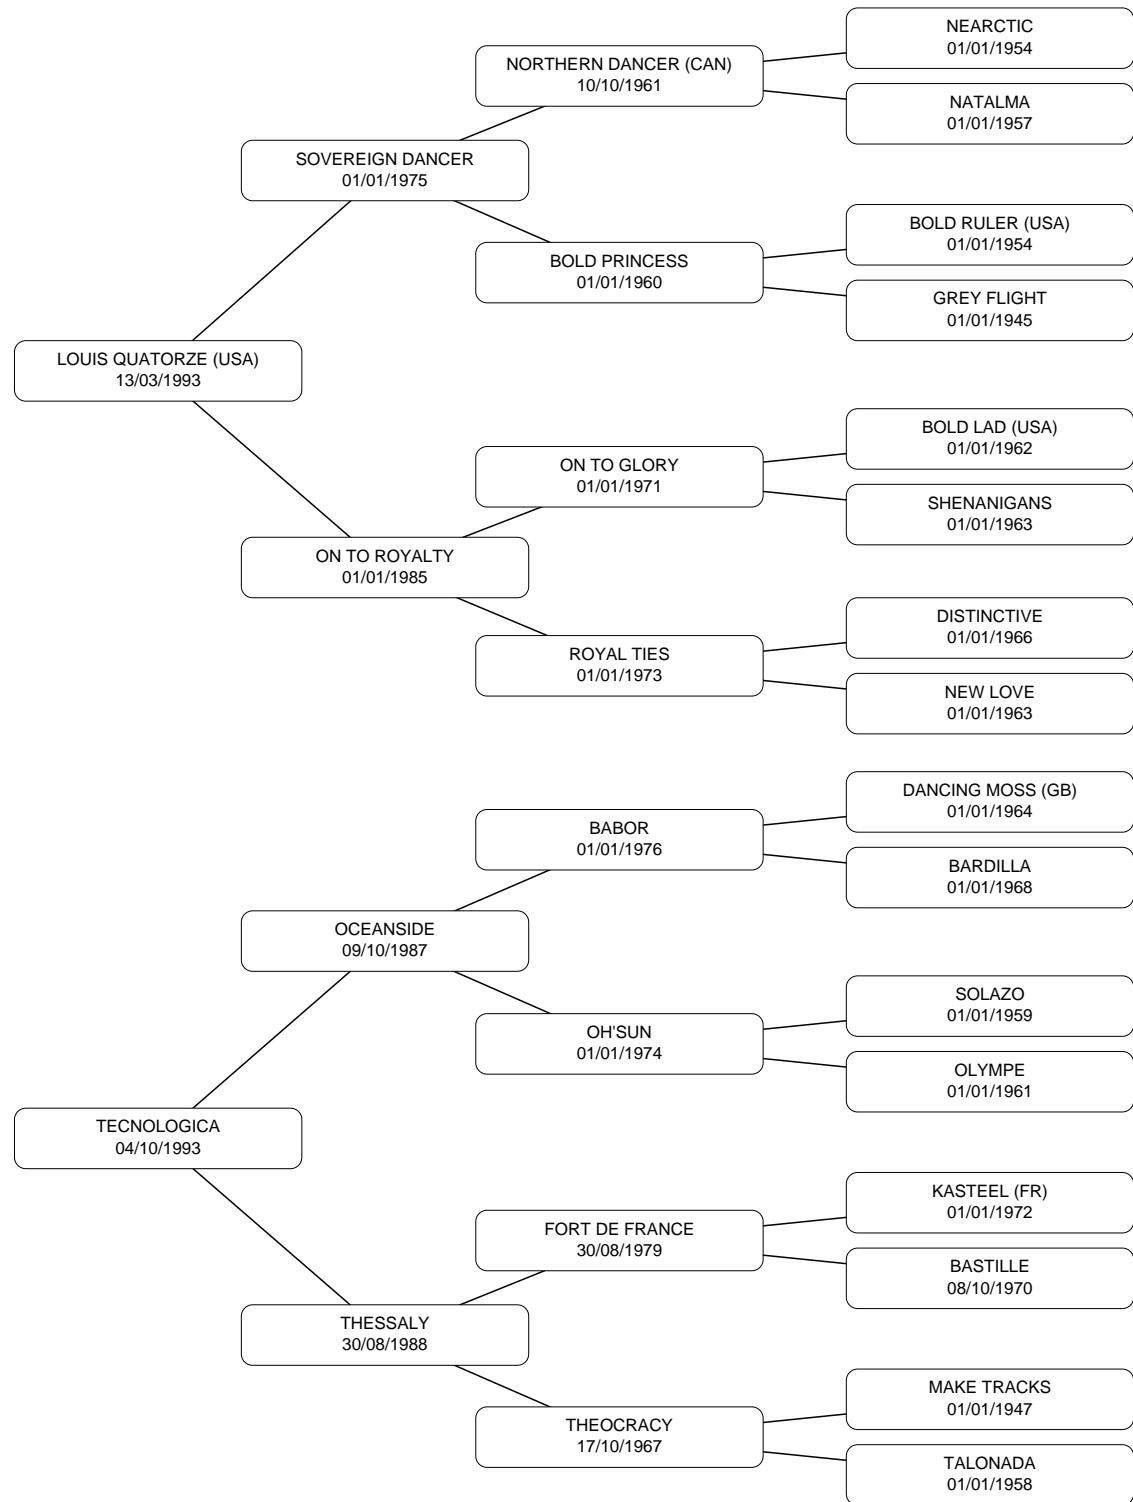 NEARCTIC
01/01/1954
NORTHERN DANCER (CAN)
10/10/1961
NATALMA
01/01/1957
SOVEREIGN DANCER
01/01/1975
BOLD RULER (USA)
01/01/1954
BOLD PRINCESS
01/01/1960
GREY FLIGHT
01/01/1945
LOUIS QUATORZE (USA)
13/03/1993
BOLD LAD (USA)
01/01/1962
ON TO GLORY
01/01/1971
SHENANIGANS
01/01/1963
ON TO ROYALTY
01/01/1985
DISTINCTIVE
01/01/1966
ROYAL TIES
01/01/1973
NEW LOVE
01/01/1963
DANCING MOSS (GB)
01/01/1964
BABOR
01/01/1976
BARDILLA
01/01/1968
OCEANSIDE
09/10/1987
SOLAZO
01/01/1959
OH'SUN
01/01/1974
OLYMPE
01/01/1961
TECNOLOGICA
04/10/1993
KASTEEL (FR)
01/01/1972
FORT DE FRANCE
30/08/1979
BASTILLE
08/10/1970
THESSALY
30/08/1988
MAKE TRACKS
01/01/1947
THEOCRACY
17/10/1967
TALONADA
01/01/1958